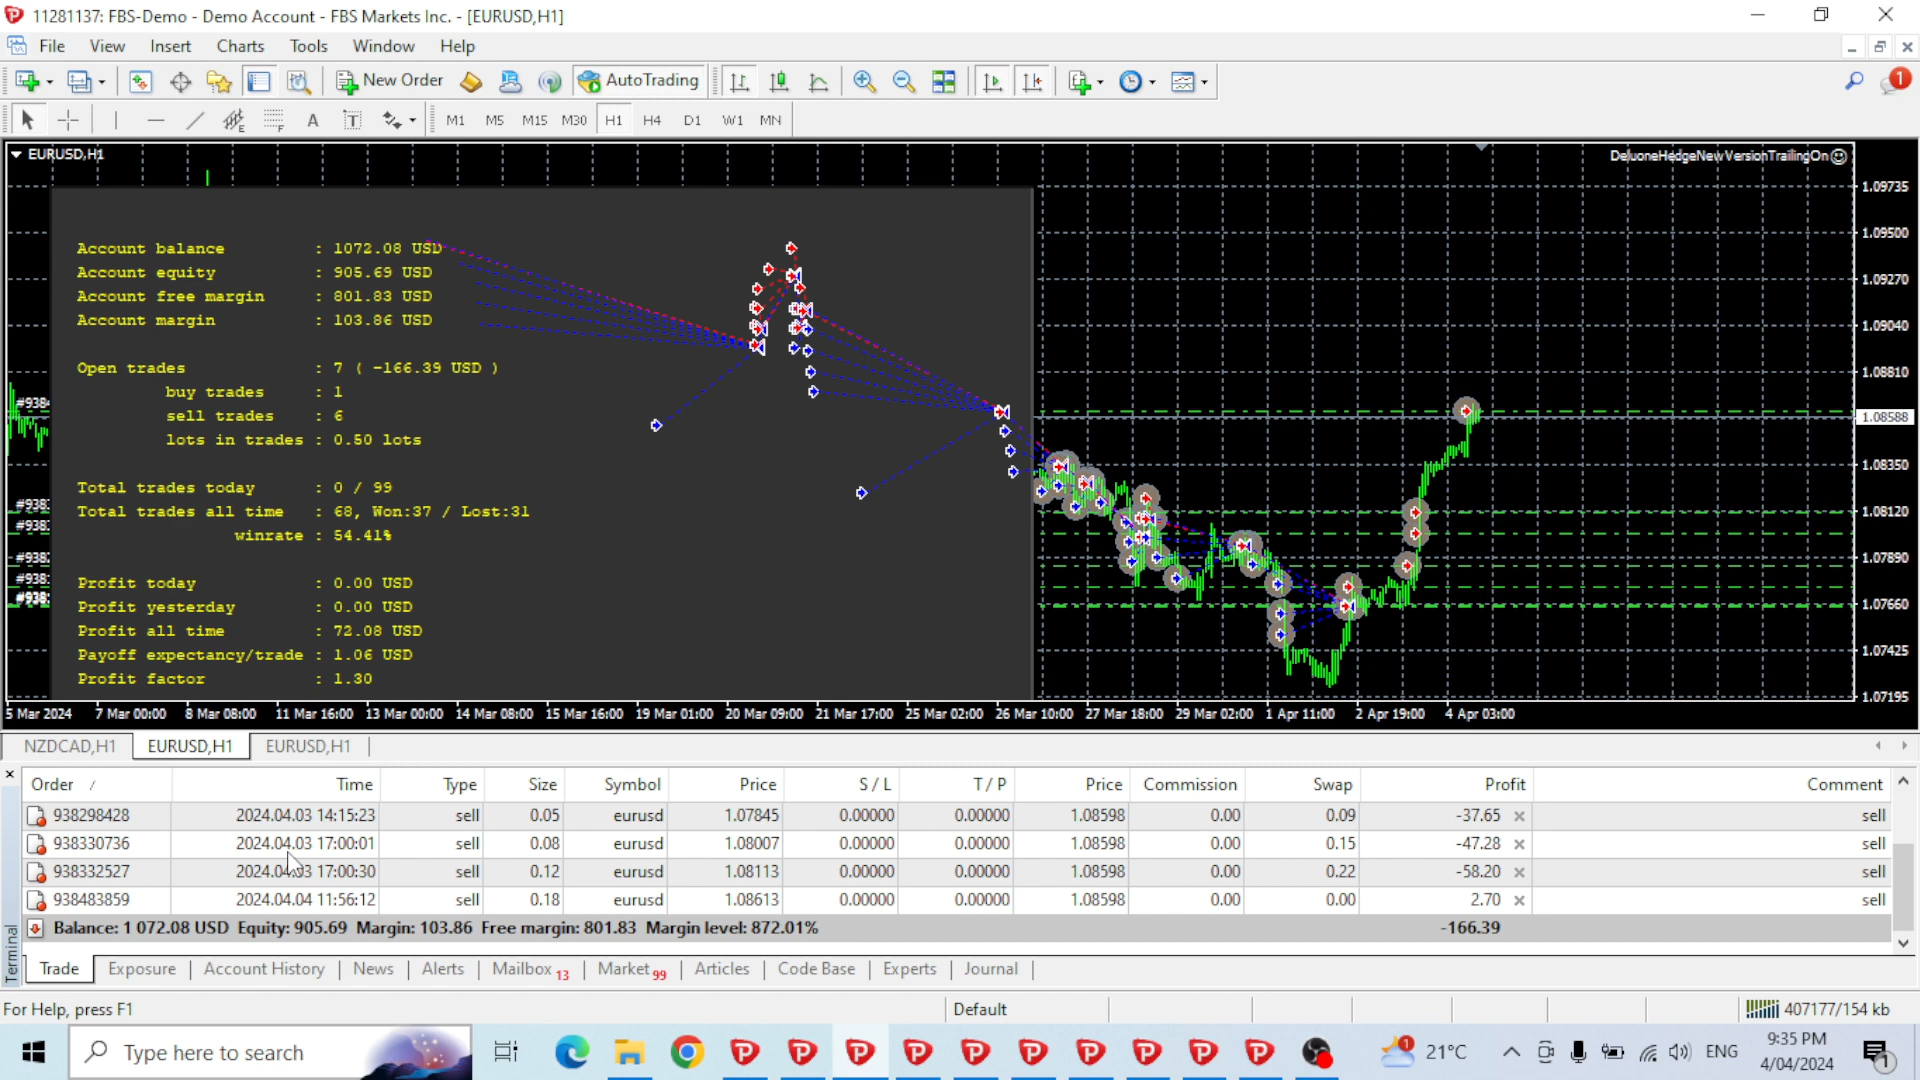 11281137: FBS-Demo - Demo Account - FBS Markets Inc. - [EURUSD,H1]
File View Insert Charts Tools Window Help
New Order AutoTrading 1
A T M1 M5 M15 M30 H1 H4 D1 W1 MN
EURUSD,H1 DeluoneHedgeNewVersionTrailingOn
1.09735
1.09500
1.09270
1.09040
1.08810
1.08588
1.08350
1.08120
1.07890
1.07660
1.07425
1.07195
Account balance : 1072.08 USD
Account equity : 905.69 USD
Account free margin : 801.83 USD
Account margin : 103.86 USD
Open trades : 7 ( -166.39 USD )
buy trades : 1
sell trades : 6
lots in trades : 0.50 lots
Total trades today : 0 / 99
Total trades all time : 68, Won:37 / Lost:31
winrate : 54.41%
Profit today : 0.00 USD
Profit yesterday : 0.00 USD
Profit all time : 72.08 USD
Payoff expectancy/trade : 1.06 USD
Profit factor : 1.30
5 Mar 2024 7 Mar 00:00 8 Mar 08:00 11 Mar 16:00 13 Mar 00:00 14 Mar 08:00 15 Mar 16:00 19 Mar 01:00 20 Mar 09:00 21 Mar 17:00 25 Mar 02:00 26 Mar 10:00 27 Mar 18:00 29 Mar 02:00 1 Apr 11:00 2 Apr 19:00 4 Apr 03:00
NZDCAD,H1 EURUSD,H1 EURUSD,H1
Order / Time Type Size Symbol Price S / L T / P Price Commission Swap Profit Comment
938298428 2024.04.03 14:15:23 sell 0.05 eurusd 1.07845 0.00000 0.00000 1.08598 0.00 0.09 -37.65 sell
938330736 2024.04.03 17:00:01 sell 0.08 eurusd 1.08007 0.00000 0.00000 1.08598 0.00 0.15 -47.28 sell
938332527 2024.04.03 17:00:30 sell 0.12 eurusd 1.08113 0.00000 0.00000 1.08598 0.00 0.22 -58.20 sell
938483859 2024.04.04 11:56:12 sell 0.18 eurusd 1.08613 0.00000 0.00000 1.08598 0.00 0.00 2.70 sell
Balance: 1 072.08 USD Equity: 905.69 Margin: 103.86 Free margin: 801.83 Margin level: 872.01% -166.39
Terminal
Trade Exposure Account History News Alerts Mailbox 13 Market 99 Articles Code Base Experts Journal
For Help, press F1 Default 407177/154 kb
Type here to search 1 21°C ENG 9:35 PM
4/04/2024 1